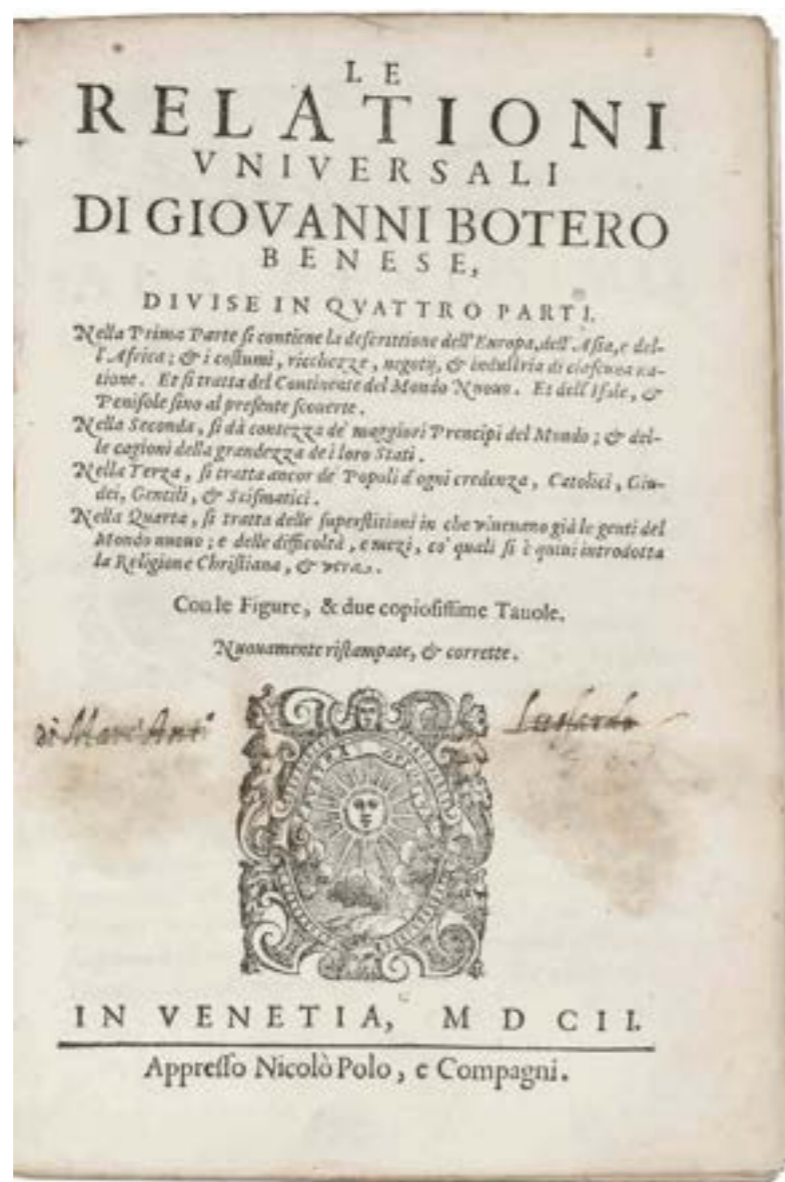 LE
RELATIONI
VNIVERSALI
DI GIOVANNI BOTERO
BENESE,
DIVISE IN QVATTRO PARTI.
Nella Prima Parte si contiene la descrittione dell'Europa, dell'Asia, e del-
l'Africa; & i costumi, ricchezze, negotij, & industria di ciascuna na-
tione. Et si tratta del Continente del Mondo Nuouo. Et dell'Isole, &
Penisole sino al presente scouerte.
Nella Seconda, si dà contezza de' maggiori Prencipi del Mondo; & del-
le cagioni della grandezza de i loro Stati.
Nella Terza, si tratta ancor de' Popoli d'ogni credenza, Catolici, Giu-
dei, Gentili, & Scismatici.
Nella Quarta, si tratta delle superstitioni in che viueuano già le genti del
Mondo nuouo; e delle difficoltà, e mezi, co' quali si è quiui introdotta
la Religione Christiana, & vera.
Con le Figure, & due copiosissime Tauole.
Nuouamente ristampate, & corrette.
di Marc' Ant.º
IN VENETIA, MDCII.
Appresso Nicolò Polo, e Compagni.